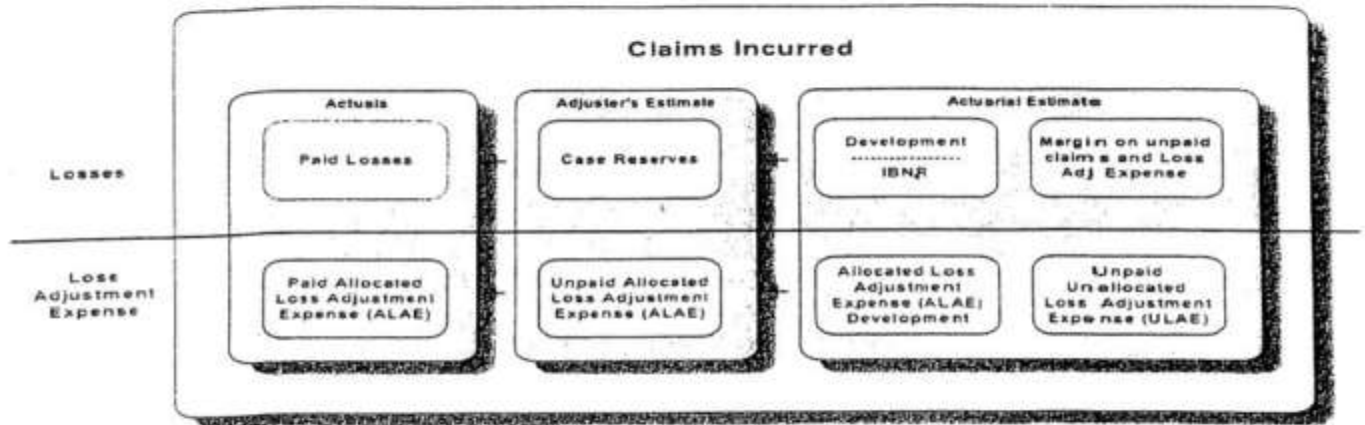 Claims Incurred
Actuals
Adjuster's Estimate
Actuarial Estimates
Losses
Paid Losses
Case Reserves
Development
IBNR
Margin on unpaid
claims and Loss
Adj Expense
Loss
Adjustment
Expense
Paid Allocated
Loss Adjustment
Expense (ALAE)
Unpaid Allocated
Loss Adjustment
Expense (ALAE)
Allocated Loss
Adjustment
Expense (ALAE)
Development
Unpaid
Unallocated
Loss Adjustment
Expense (ULAE)